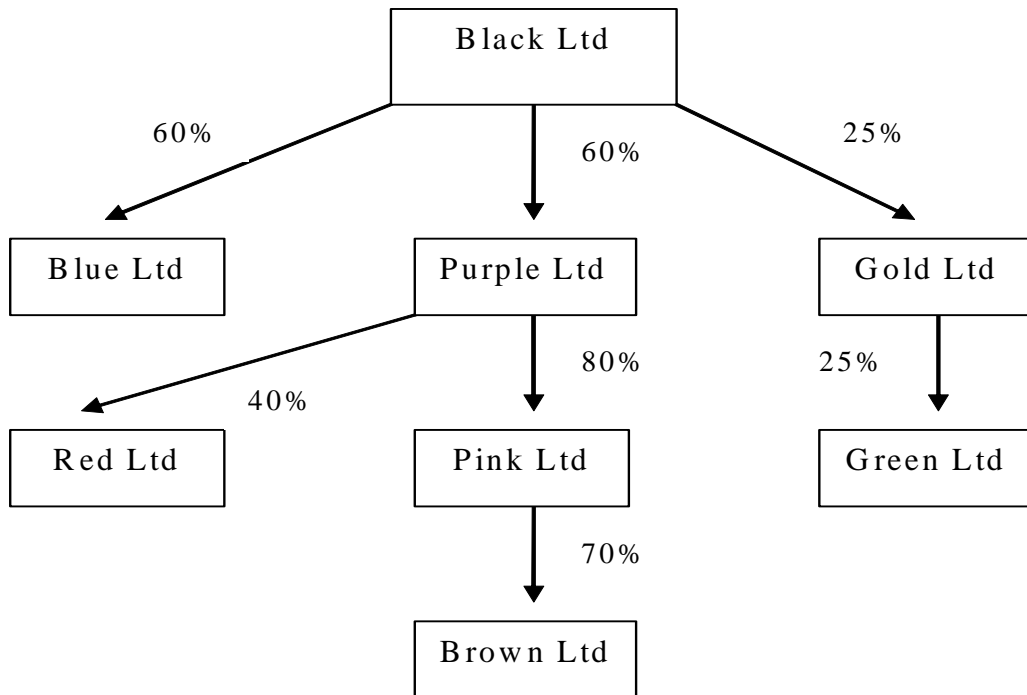 Black Ltd
60%
60%
25%
Blue Ltd
Purple Ltd
Gold Ltd
40%
80%
25%
Red Ltd
Pink Ltd
Green Ltd
70%
Brown Ltd